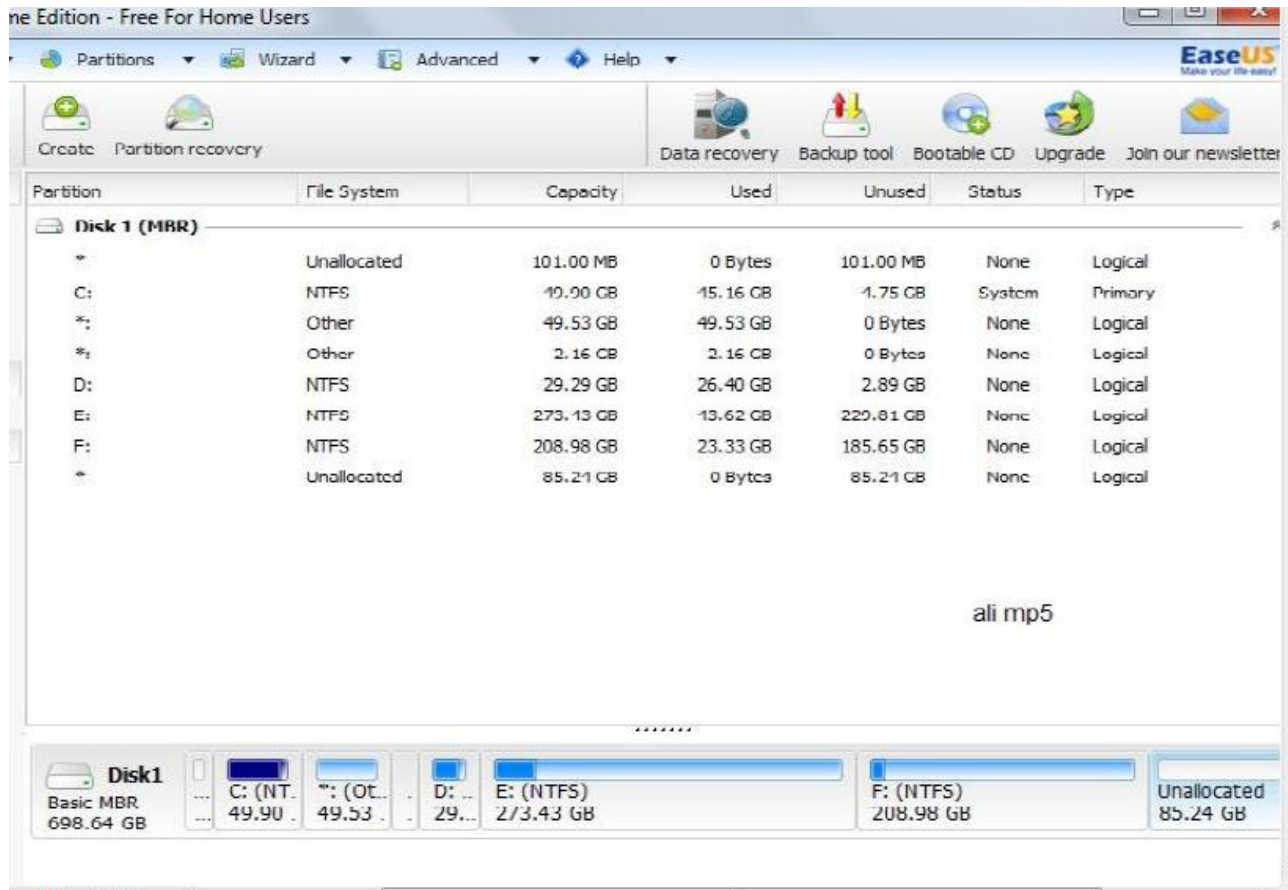 me Edition - Free For Home Users
Partitions Wizard Advanced Help
EaseUS
Make your life easy!
Create Partition recovery Data recovery Backup tool Bootable CD Upgrade Join our newsletter
Partition File System Capacity Used Unused Status Type
Disk 1 (MBR)
* Unallocated 101.00 MB 0 Bytes 101.00 MB None Logical
C: NTFS 49.90 GB 45.16 GB 4.75 GB System Primary
*: Other 49.53 GB 49.53 GB 0 Bytes None Logical
*: Other 2.16 GB 2.16 GB 0 Bytes None Logical
D: NTFS 29.29 GB 26.40 GB 2.89 GB None Logical
E: NTFS 273.43 GB 43.62 GB 229.81 GB None Logical
F: NTFS 208.98 GB 23.33 GB 185.65 GB None Logical
* Unallocated 85.24 GB 0 Bytes 85.24 GB None Logical
ali mp5
Disk1
Basic MBR
698.64 GB
...
...
C: (NT.
49.90 .
*: (Ot...
49.53 .
.
.
D: ..
29...
E: (NTFS)
273.43 GB
F: (NTFS)
208.98 GB
Unallocated
85.24 GB